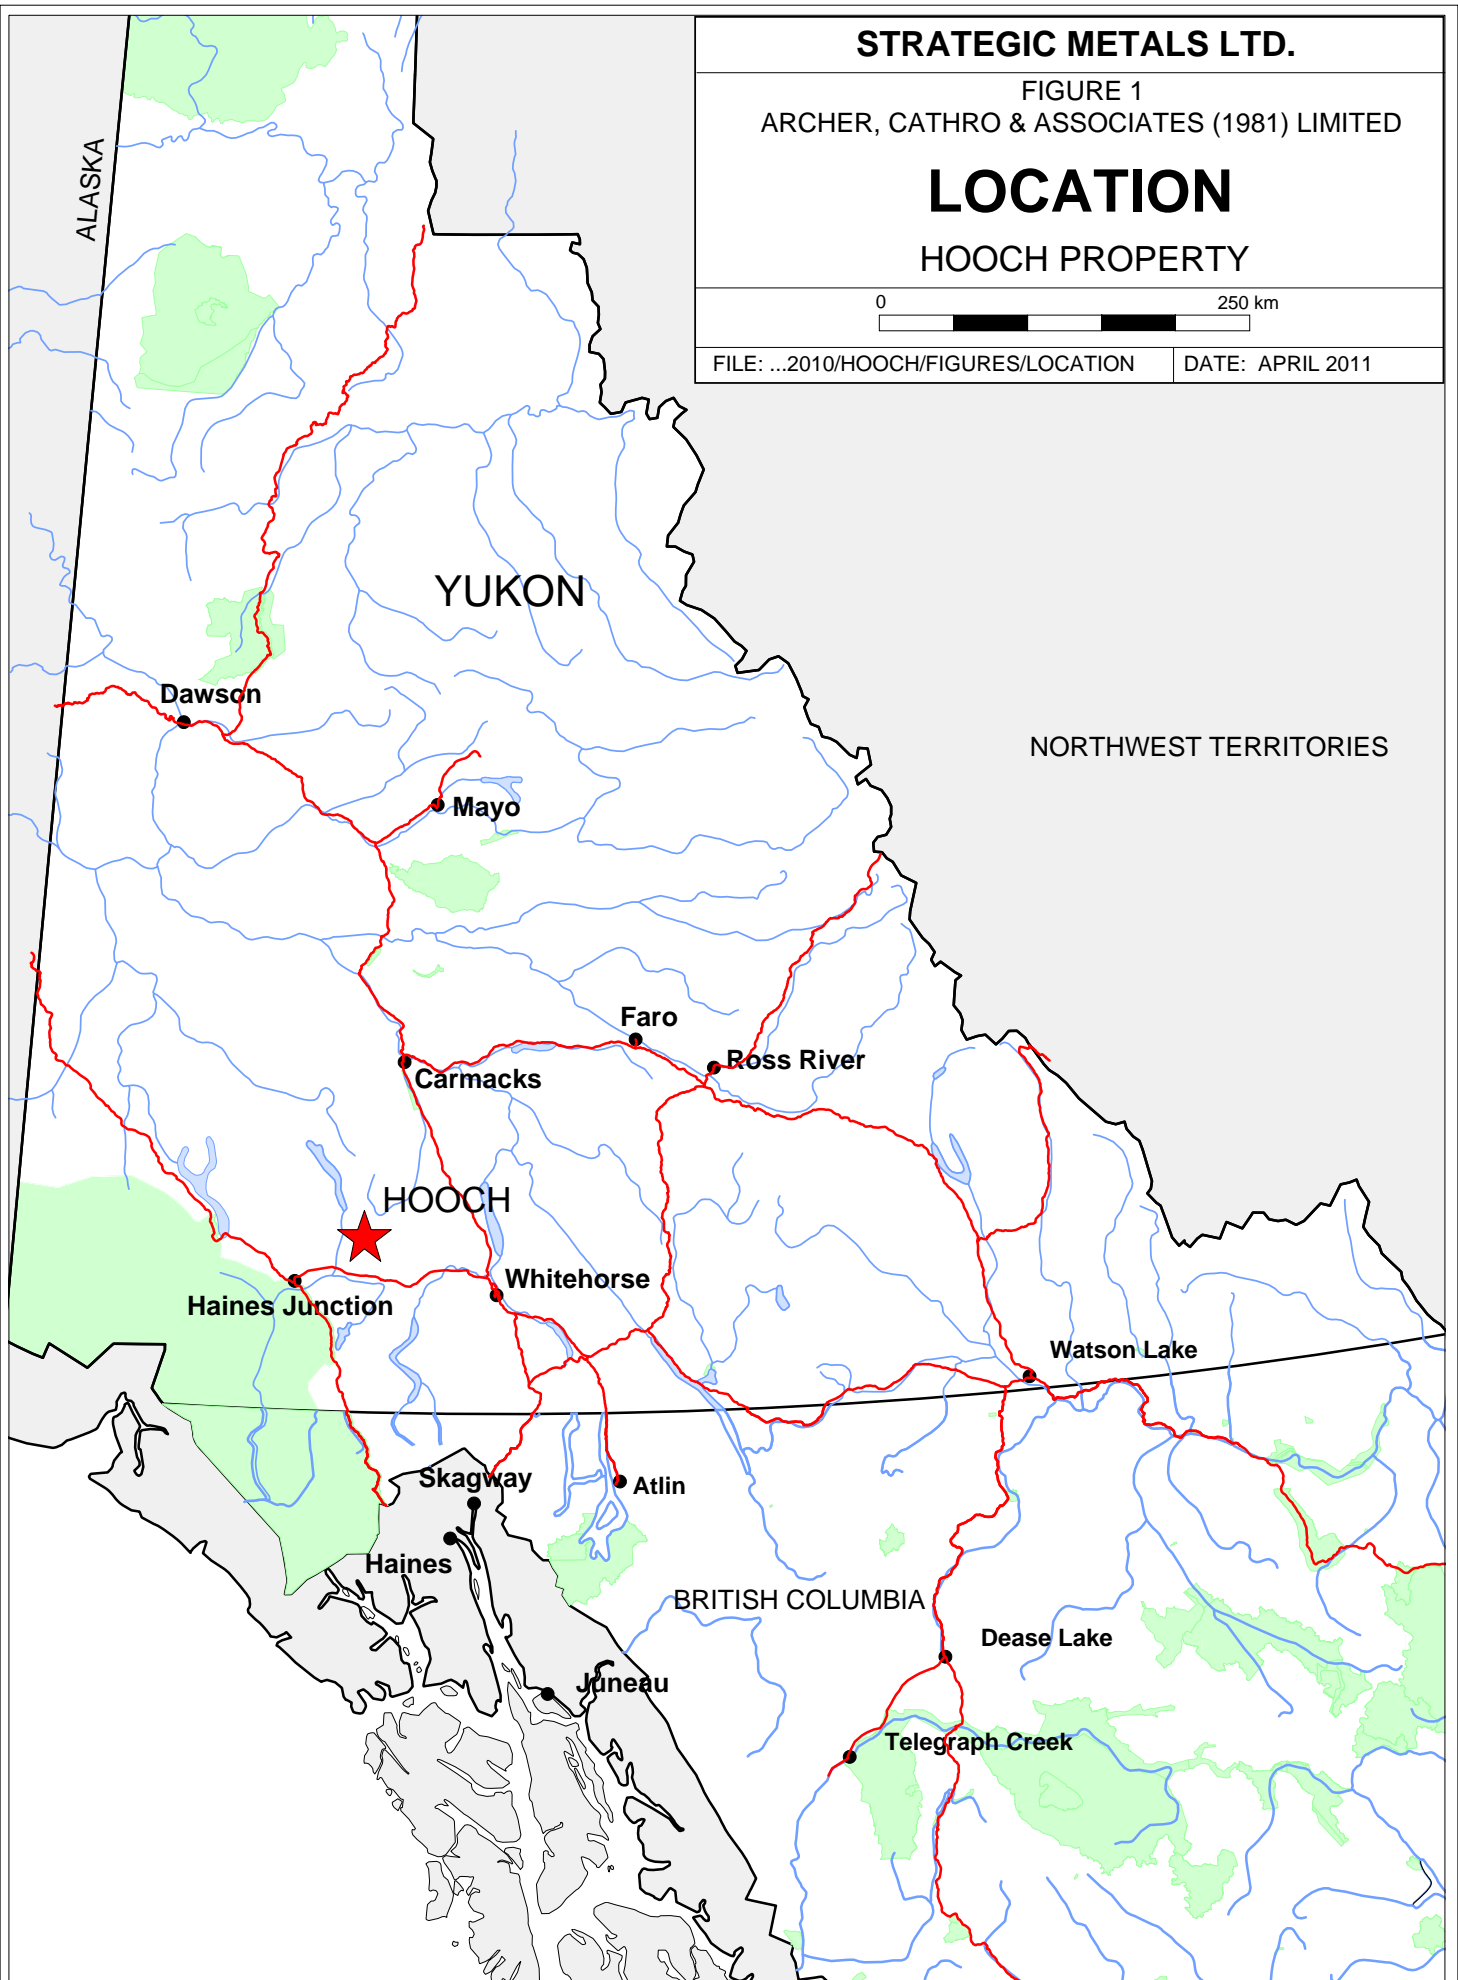 STRATEGIC METALS LTD.
FIGURE 1
ARCHER, CATHRO & ASSOCIATES (1981) LIMITED
LOCATION
HOOCH PROPERTY
0 250 km
FILE: ...2010/HOOCH/FIGURES/LOCATION DATE: APRIL 2011
ALASKA
YUKON
Dawson
NORTHWEST TERRITORIES
Mayo
Faro
Ross River
Carmacks
HOOCH
Whitehorse
Haines Junction
Watson Lake
Skagway
Atlin
Haines
BRITISH COLUMBIA
Dease Lake
Juneau
Telegraph Creek